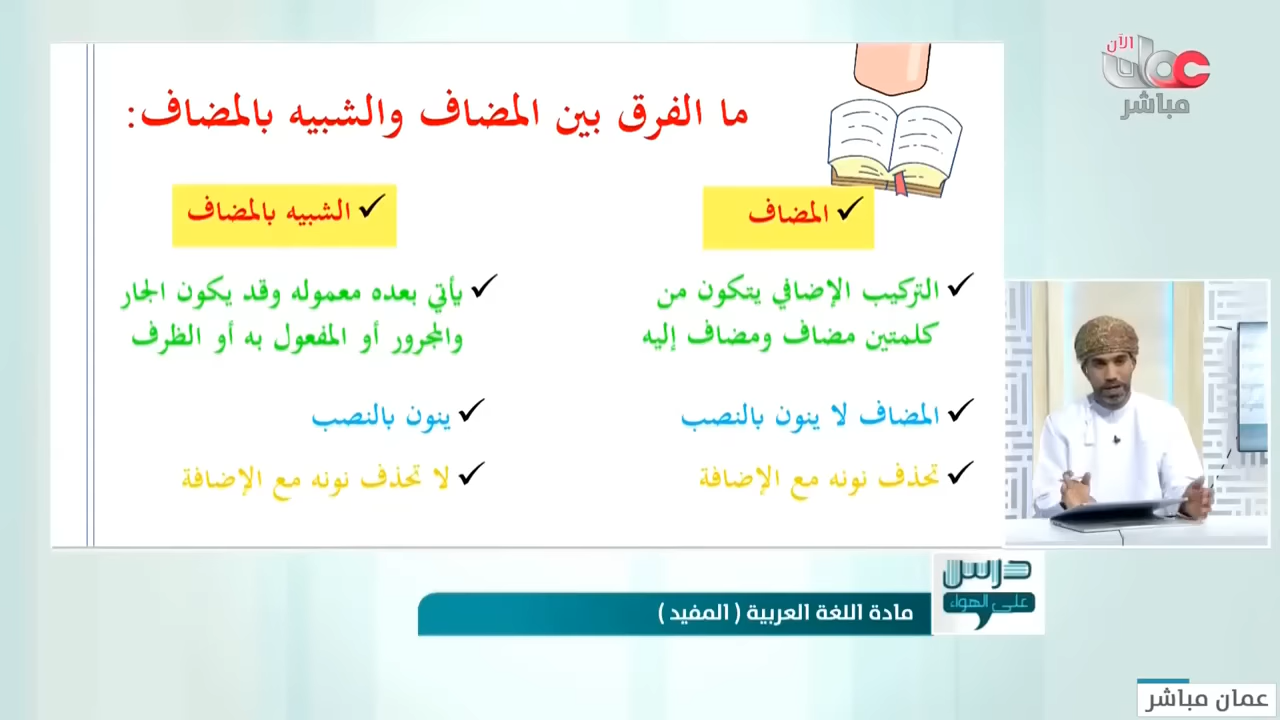 الآن
عمان
مباشر
ما الفرق بين المضاف والشبيه بالمضاف:
المضاف
التركيب الإضافي يتكون من
كلمتين مضاف ومضاف إليه
المضاف لا ينون بالنصب
تحذف نونه مع الإضافة
الشبيه بالمضاف
يأتي بعده معموله وقد يكون الجار
والمجرور أو المفعول به أو الظرف
ينون بالنصب
لا تحذف نونه مع الإضافة
درس
على الهواء
مادة اللغة العربية ( المفيد )
عمان مباشر